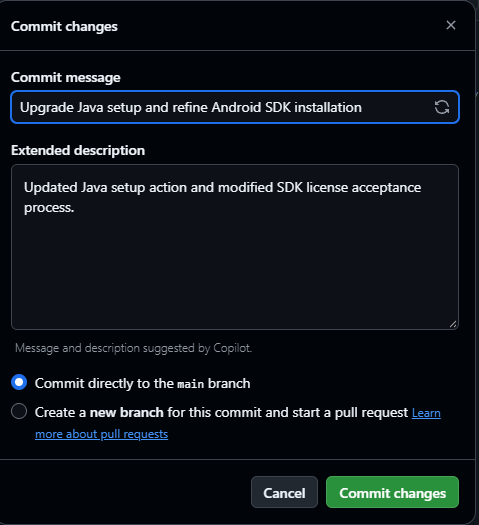 Commit changes
Commit message
Upgrade Java setup and refine Android SDK installation
Extended description
Updated Java setup action and modified SDK license acceptance
process.
Message and description suggested by Copilot.
Commit directly to the main branch
Create a new branch for this commit and start a pull request Learn
more about pull requests
Cancel
Commit changes